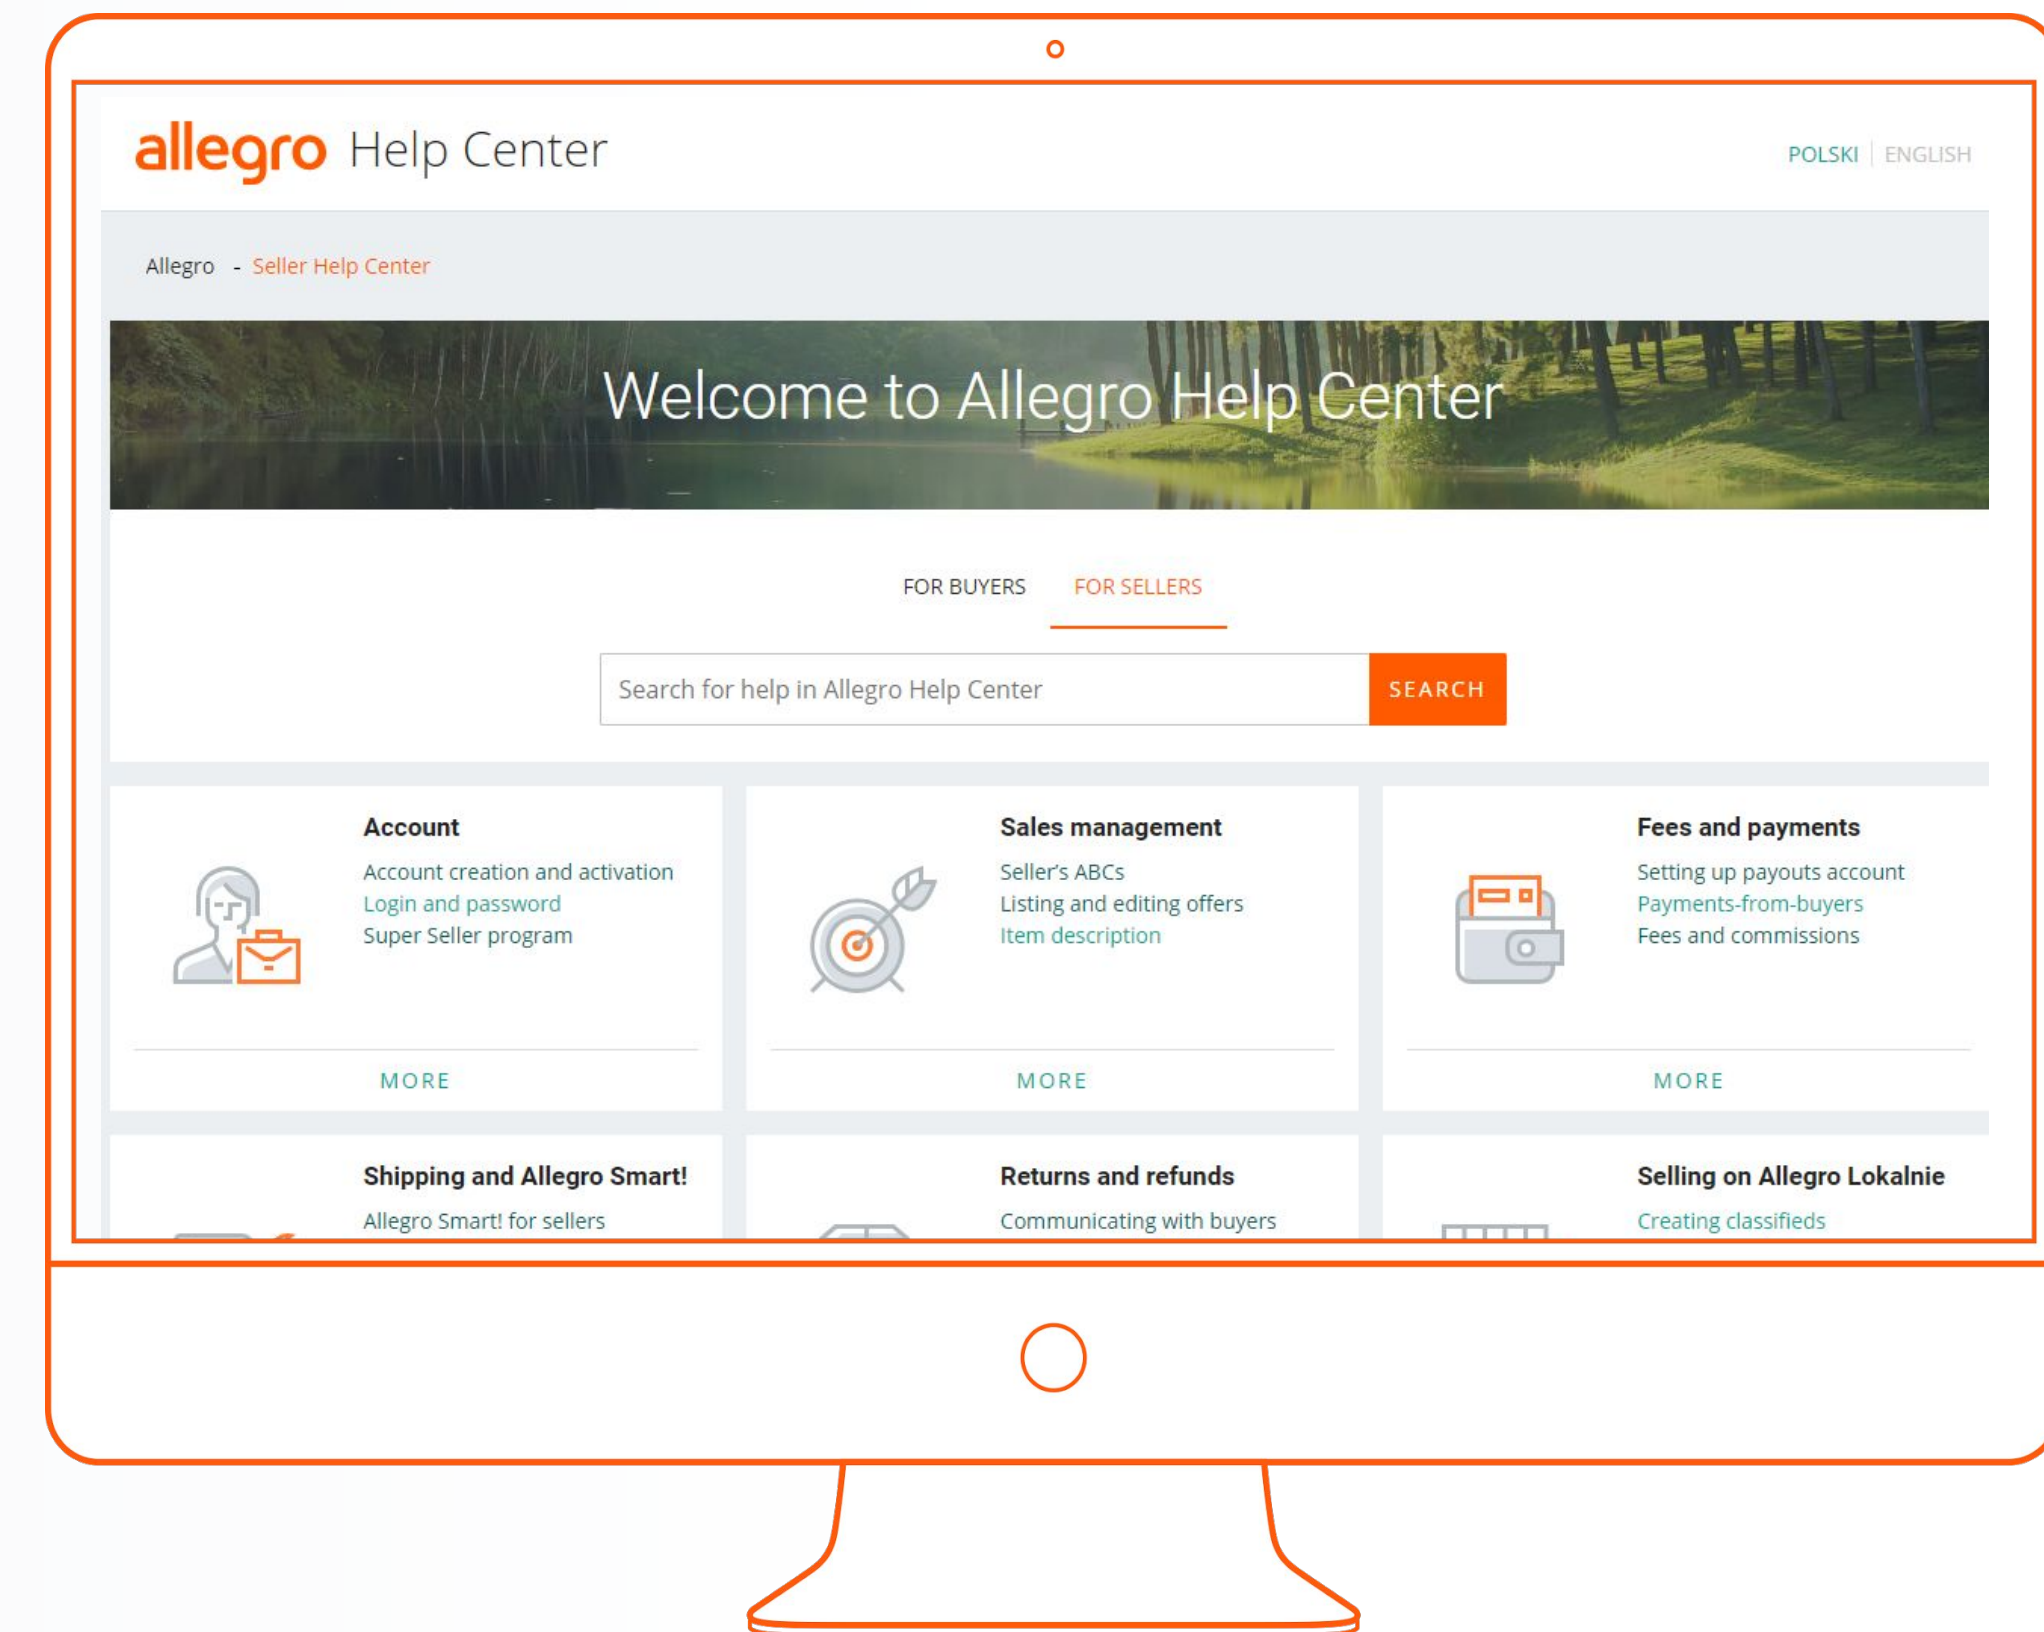 allegro Help Center
POLSKI | ENGLISH
Allegro - Seller Help Center
Welcome to Allegro Help Center
FOR BUYERS
FOR SELLERS
Search for help in Allegro Help Center
SEARCH
Account
Account creation and activation
Login and password
Super Seller program
MORE
Sales management
Seller's ABCs
Listing and editing offers
Item description
MORE
Fees and payments
Setting up payouts account
Payments-from-buyers
Fees and commissions
MORE
Shipping and Allegro Smart!
Allegro Smart! for sellers
Returns and refunds
Communicating with buyers
Selling on Allegro Lokalnie
Creating classifieds